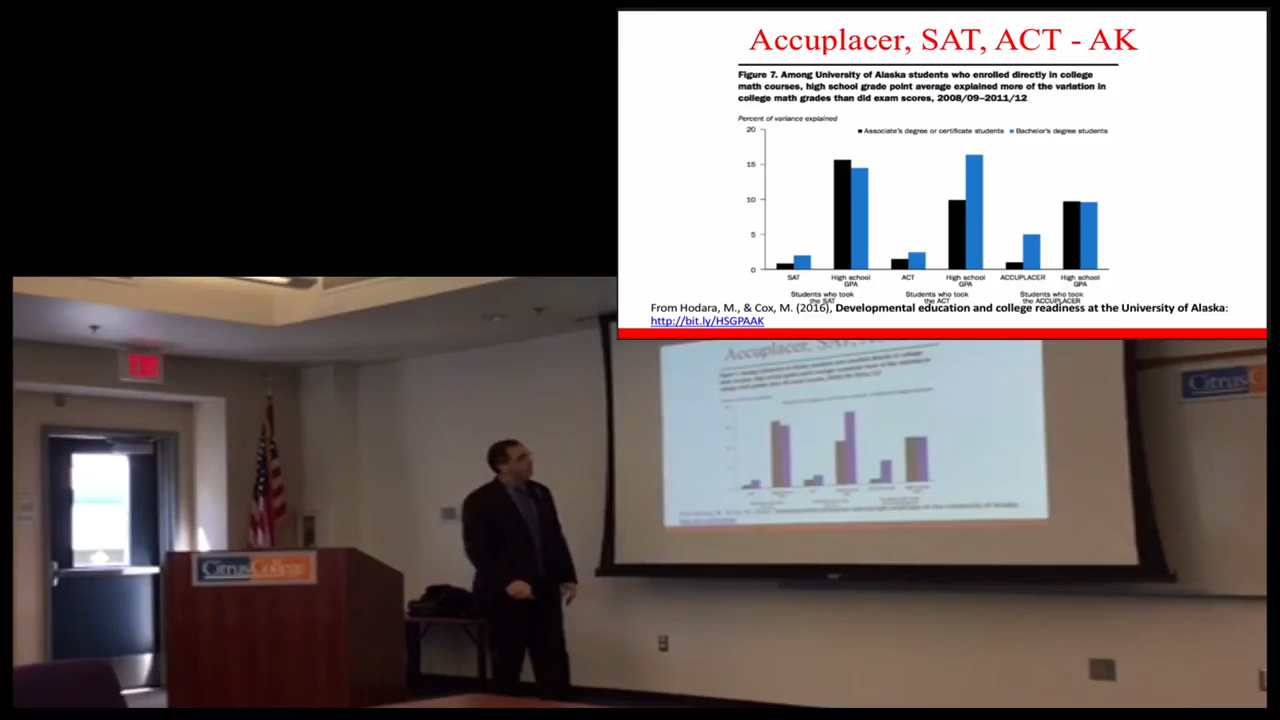 Accuplacer, SAT, ACT - AK
Figure 7. Among University of Alaska students who enrolled directly in college
math courses, high school grade point average explained more of the variation in
college math grades than did exam scores, 2008/09–2011/12
Percent of variance explained
20
Associate's degree or certificate students
Bachelor's degree students
15
10
5
0
SAT
High school
GPA
ACT
High school
GPA
ACCUPLACER
High school
GPA
Students who took
the SAT
Students who took
the ACT
Students who took
the ACCUPLACER
From Hodara, M., & Cox, M. (2016), Developmental education and college readiness at the University of Alaska:
http://bit.ly/HSGPAAK
EXIT
Accuplacer, SAT, A
Citrus
CitrusCollege